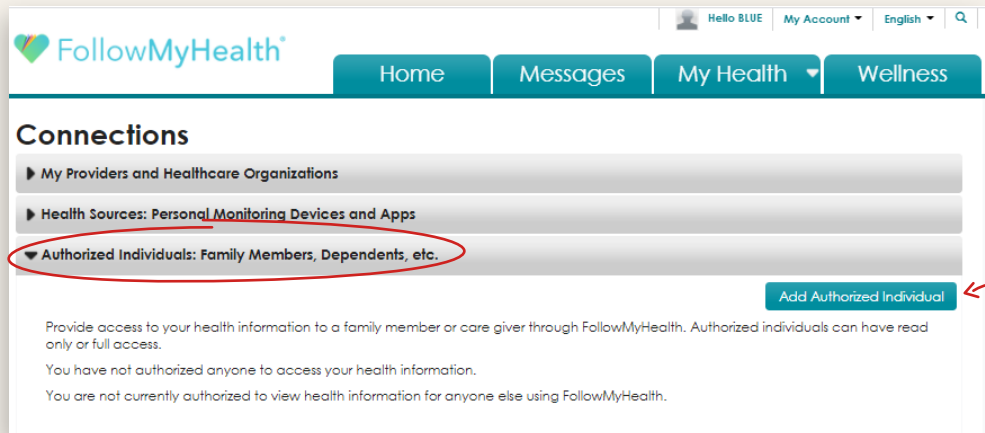 Hello BLUE My Account English
FollowMyHealth®
Home Messages My Health Wellness
Connections
My Providers and Healthcare Organizations
Health Sources: Personal Monitoring Devices and Apps
Authorized Individuals: Family Members, Dependents, etc.
Add Authorized Individual
Provide access to your health information to a family member or care giver through FollowMyHealth. Authorized individuals can have read
only or full access.
You have not authorized anyone to access your health information.
You are not currently authorized to view health information for anyone else using FollowMyHealth.